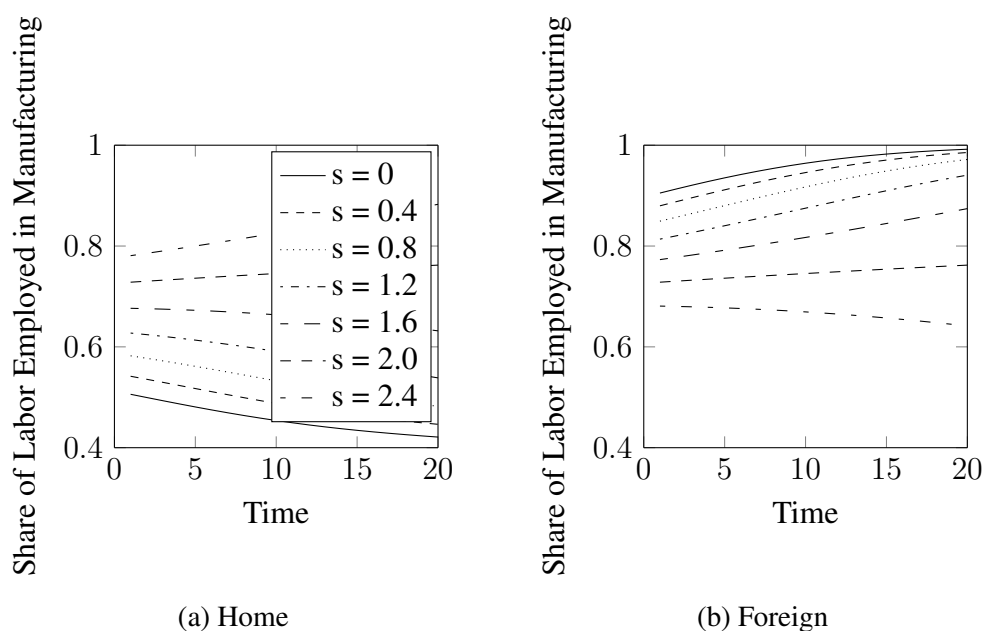 Share of Labor Employed in Manufacturing
1
0.8
0.6
0.4
0
5
10
15
20
Time
s = 0
s = 0.4
s = 0.8
s = 1.2
s = 1.6
s = 2.0
s = 2.4
(a) Home
Share of Labor Employed in Manufacturing
1
0.8
0.6
0.4
0
5
10
15
20
Time
(b) Foreign